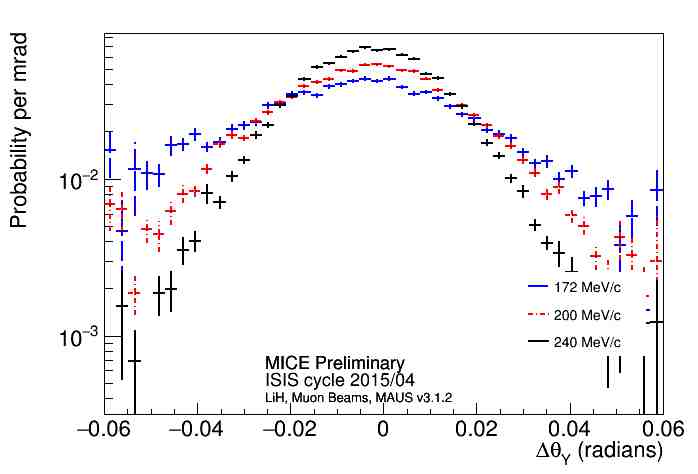 Probability per mrad
10⁻²
10⁻³
172 MeV/c
200 MeV/c
240 MeV/c
MICE Preliminary
ISIS cycle 2015/04
LiH, Muon Beams, MAUS v3.1.2
−0.06 −0.04 −0.02 0 0.02 0.04 0.06
Δθ_Y (radians)